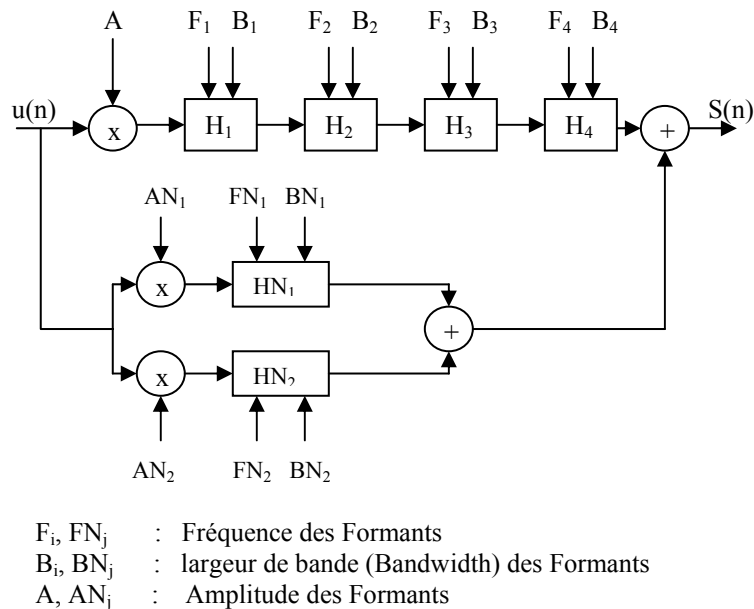 A F₁ B₁ F₂ B₂ F₃ B₃ F₄ B₄
u(n) S(n)
x H₁ H₂ H₃ H₄ +
AN₁ FN₁ BN₁
x HN₁
+
x HN₂
AN₂ FN₂ BN₂
Fᵢ, FNⱼ : Fréquence des Formants
Bᵢ, BNⱼ : largeur de bande (Bandwidth) des Formants
A, ANⱼ : Amplitude des Formants